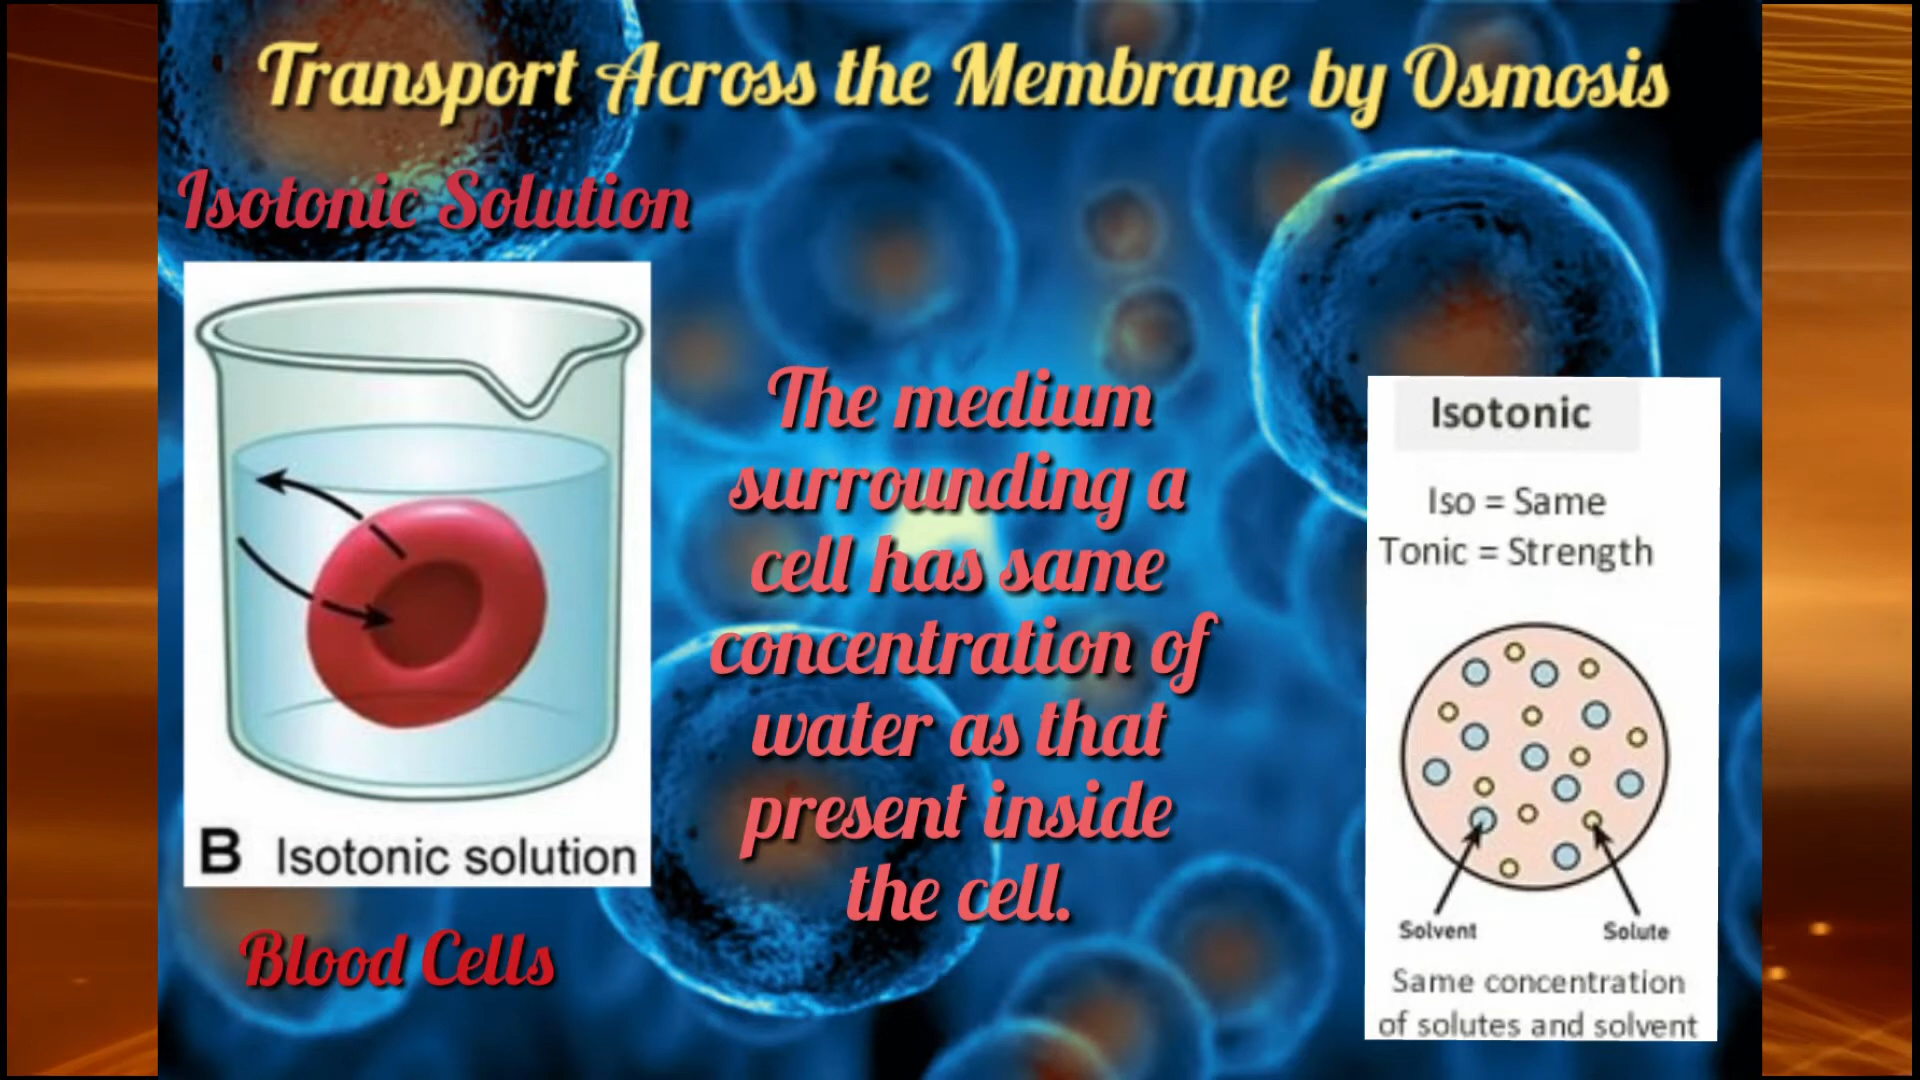 Transport Across the Membrane by Osmosis
Isotonic Solution
B Isotonic solution
Blood Cells
The medium
surrounding a
cell has same
concentration of
water as that
present inside
the cell.
Isotonic
Iso = Same
Tonic = Strength
Solvent
Solute
Same concentration
of solutes and solvent